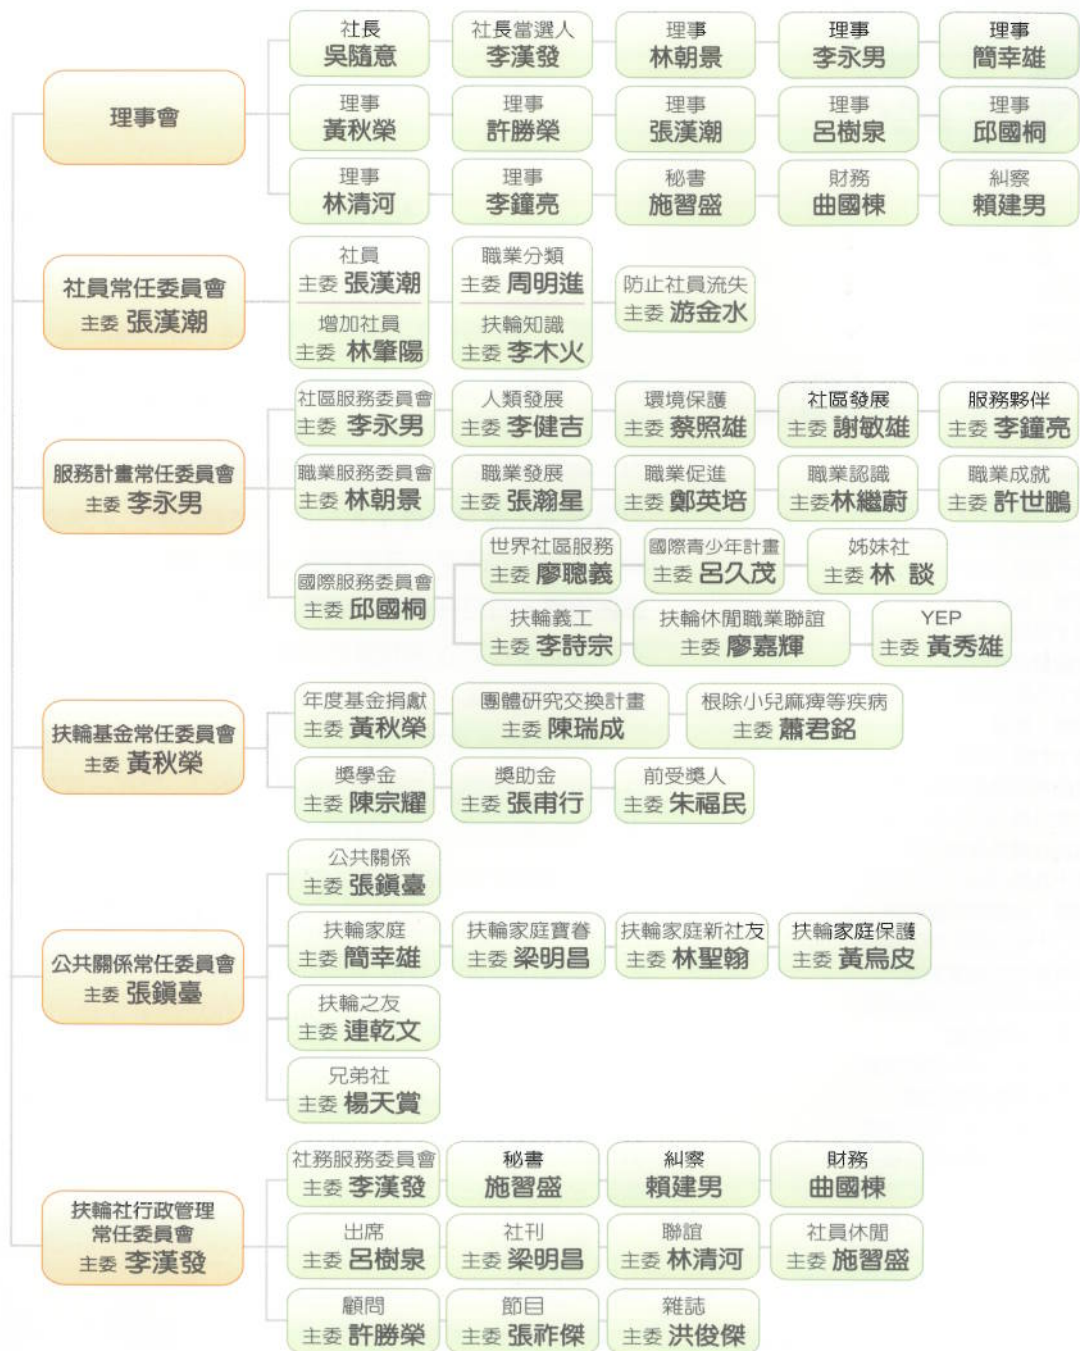 理事會
社長
吳隨意
社長當選人
李漢發
理事
林朝景
理事
李永男
理事
簡幸雄
理事
黃秋榮
理事
許勝榮
理事
張漢潮
理事
呂樹泉
理事
邱國桐
理事
林清河
理事
李鐘亮
秘書
施習盛
財務
曲國棟
糾察
賴建男
社員常任委員會
主委 張漢潮
社員
主委 張漢潮
增加社員
主委 林肇陽
職業分類
主委 周明進
扶輪知識
主委 李木火
防止社員流失
主委 游金水
服務計畫常任委員會
主委 李永男
社區服務委員會
主委 李永男
人類發展
主委 李健吉
環境保護
主委 蔡照雄
社區發展
主委 謝敏雄
服務夥伴
主委 李鐘亮
職業服務委員會
主委 林朝景
職業發展
主委 張瀚星
職業促進
主委 鄭英培
職業認識
主委 林繼蔚
職業成就
主委 許世鵬
國際服務委員會
主委 邱國桐
世界社區服務
主委 廖聰義
國際青少年計畫
主委 呂久茂
姊妹社
主委 林 談
扶輪義工
主委 李詩宗
扶輪休閒職業聯誼
主委 廖嘉輝
YEP
主委 黃秀雄
扶輪基金常任委員會
主委 黃秋榮
年度基金捐獻
主委 黃秋榮
團體研究交換計畫
主委 陳瑞成
根除小兒麻痺等疾病
主委 蕭君銘
獎學金
主委 陳宗耀
獎助金
主委 張甫行
前受獎人
主委 朱福民
公共關係常任委員會
主委 張鎭臺
公共關係
主委 張鎭臺
扶輪家庭
主委 簡幸雄
扶輪家庭寶眷
主委 梁明昌
扶輪家庭新社友
主委 林聖翰
扶輪家庭保護
主委 黃烏皮
扶輪之友
主委 連乾文
兄弟社
主委 楊天賞
扶輪社行政管理
常任委員會
主委 李漢發
社務服務委員會
主委 李漢發
秘書
施習盛
糾察
賴建男
財務
曲國棟
出席
主委 呂樹泉
社刊
主委 梁明昌
聯誼
主委 林清河
社員休閒
主委 施習盛
顧問
主委 許勝榮
節目
主委 張祚傑
雜誌
主委 洪俊傑